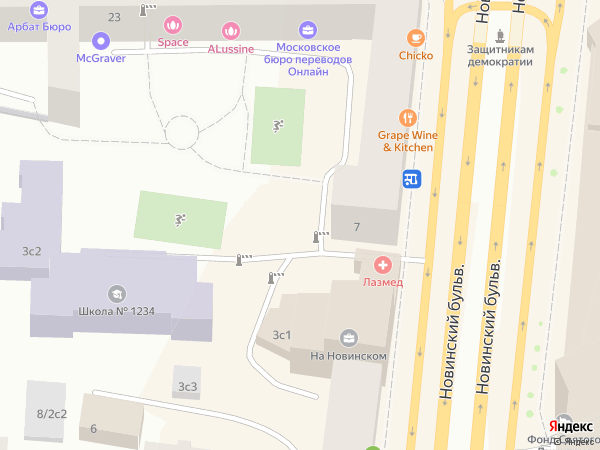 23
Арбат Бюро
McGraver
Space
ALussine
Московское
бюро переводов
Онлайн
Chicko
Защитникам
демократии
Grape Wine
& Kitchen
7
3с2
Лазмед
Школа № 1234
3с1
На Новинском
Новинский бульв.
Новинский бульв.
3с3
8/2с2
6
Яндекс
© Яндекс